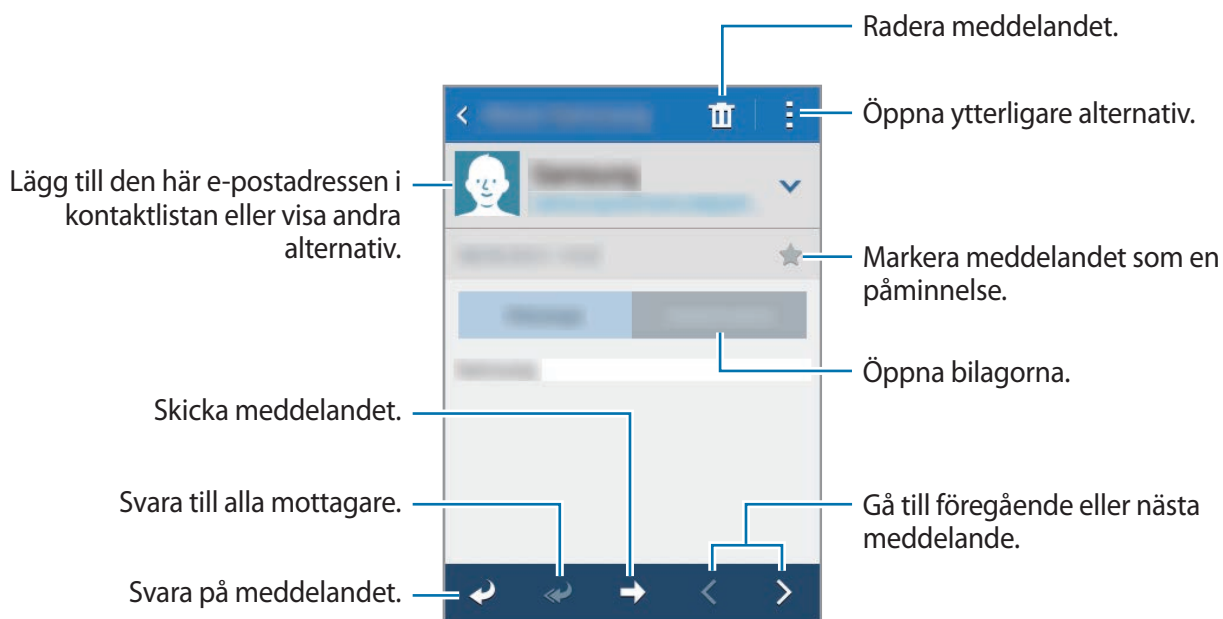 Radera meddelandet.
Öppna ytterligare alternativ.
Lägg till den här e-postadressen i
kontaktlistan eller visa andra
alternativ.
Markera meddelandet som en
påminnelse.
Öppna bilagorna.
Skicka meddelandet.
Svara till alla mottagare.
Gå till föregående eller nästa
meddelande.
Svara på meddelandet.